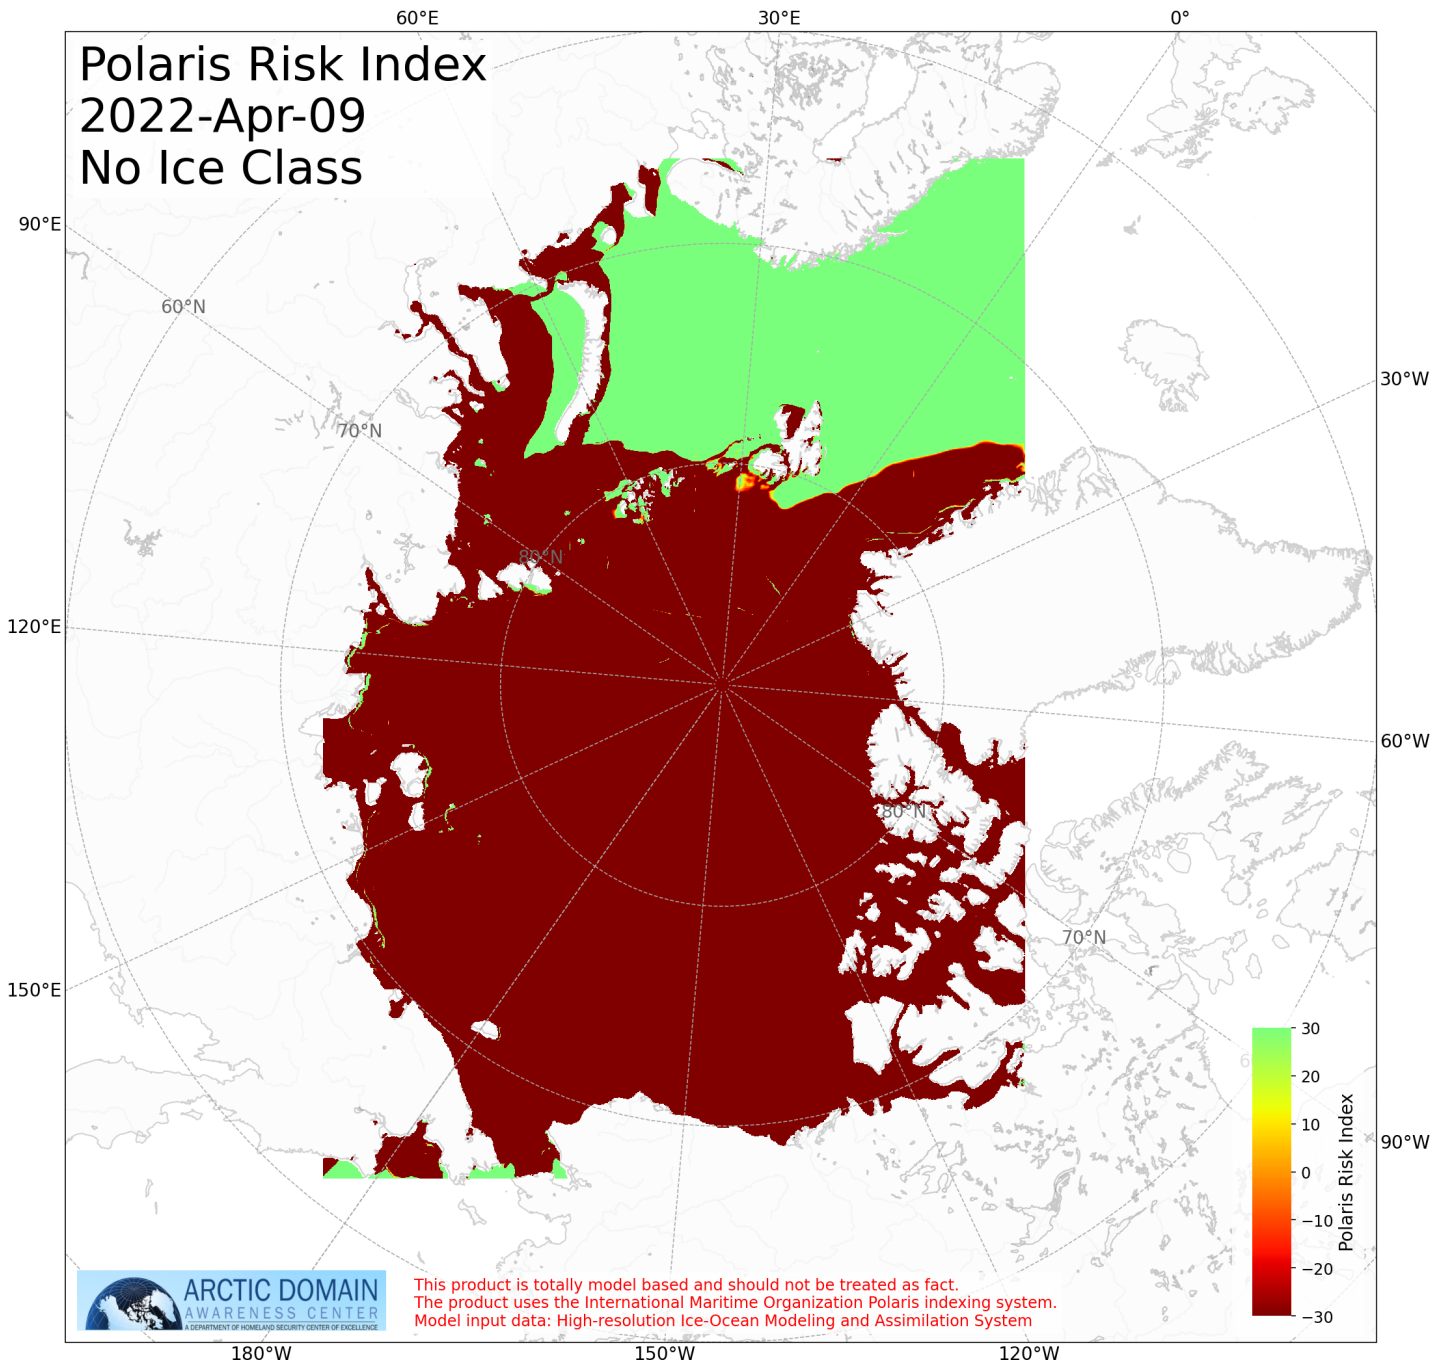 60°E 30°E 0°
Polaris Risk Index
2022-Apr-09
No Ice Class
90°E
60°N
30°W
70°N
80°N
120°E
60°W
80°N
70°N
150°E
30
20
10
0
−10
−20
−30
Polaris Risk Index
90°W
ARCTIC DOMAIN
AWARENESS CENTER
A DEPARTMENT OF HOMELAND SECURITY CENTER OF EXCELLENCE
This product is totally model based and should not be treated as fact.
The product uses the International Maritime Organization Polaris indexing system.
Model input data: High-resolution Ice-Ocean Modeling and Assimilation System
180°W 150°W 120°W